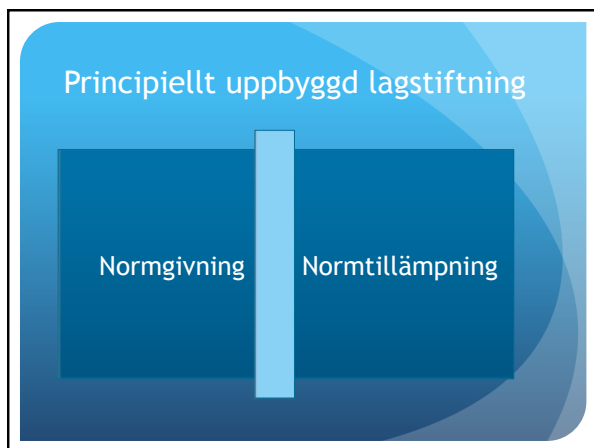 Principiellt uppbyggd lagstiftning
Normgivning
Normtillämpning